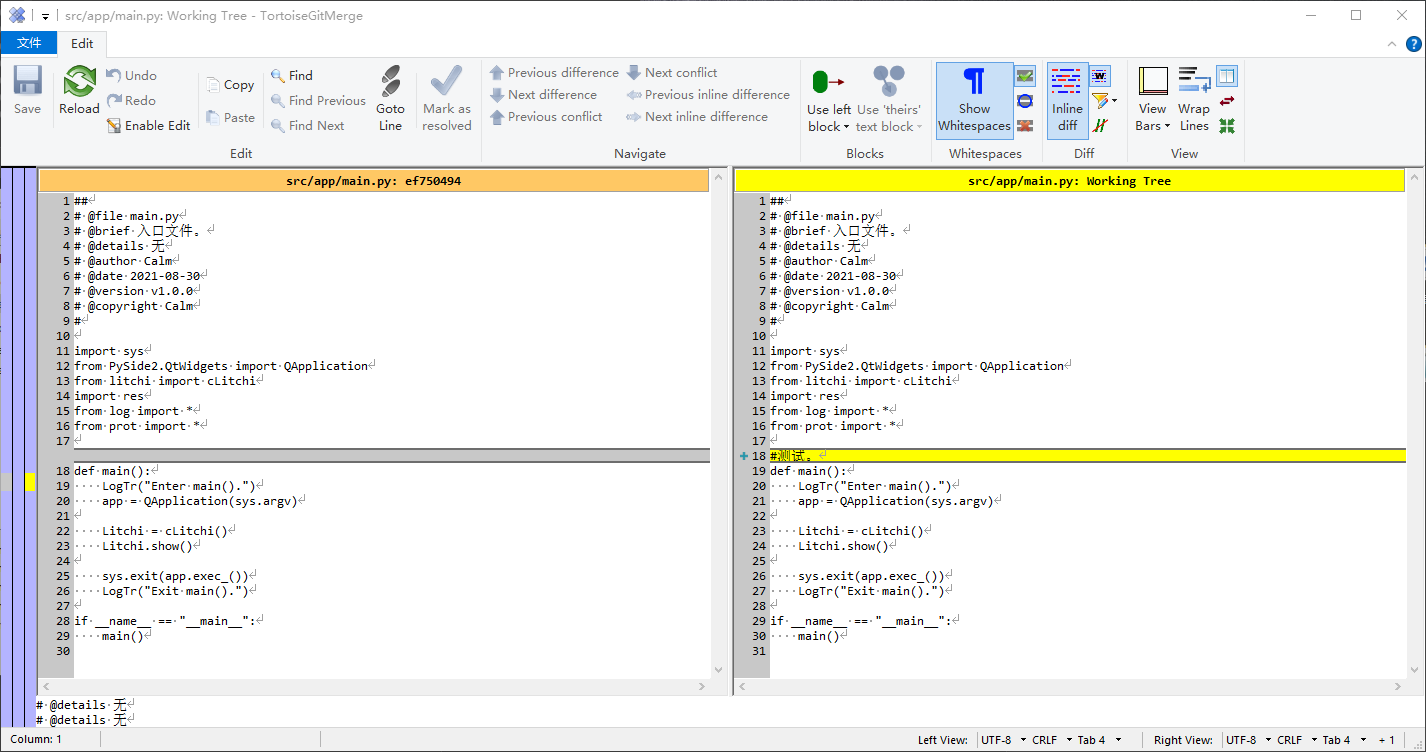 src/app/main.py: Working Tree - TortoiseGitMerge
文件 Edit
Save
Reload
Undo
Redo
Enable Edit
Copy
Paste
Find
Find Previous
Find Next
Goto Line
Mark as resolved
Edit
Previous difference
Next difference
Previous conflict
Next conflict
Previous inline difference
Next inline difference
Navigate
Use left block
Use 'theirs' text block
Blocks
Show Whitespaces
Whitespaces
Inline diff
Diff
View Bars
Wrap Lines
View
src/app/main.py: ef750494
1 ##
2 # @file main.py
3 # @brief 入口文件。
4 # @details 无
5 # @author Calm
6 # @date 2021-08-30
7 # @version v1.0.0
8 # @copyright Calm
9 #
10
11 import sys
12 from PySide2.QtWidgets import QApplication
13 from litchi import cLitchi
14 import res
15 from log import *
16 from prot import *
17
18 def main():
19     LogTr("Enter main().")
20     app = QApplication(sys.argv)
21
22     Litchi = cLitchi()
23     Litchi.show()
24
25     sys.exit(app.exec_())
26     LogTr("Exit main().")
27
28 if __name__ == "__main__":
29     main()
30
src/app/main.py: Working Tree
1 ##
2 # @file main.py
3 # @brief 入口文件。
4 # @details 无
5 # @author Calm
6 # @date 2021-08-30
7 # @version v1.0.0
8 # @copyright Calm
9 #
10
11 import sys
12 from PySide2.QtWidgets import QApplication
13 from litchi import cLitchi
14 import res
15 from log import *
16 from prot import *
17
18 #测试。
19 def main():
20     LogTr("Enter main().")
21     app = QApplication(sys.argv)
22
23     Litchi = cLitchi()
24     Litchi.show()
25
26     sys.exit(app.exec_())
27     LogTr("Exit main().")
28
29 if __name__ == "__main__":
30     main()
31
# @details 无
# @details 无
Column: 1 Left View: UTF-8 CRLF Tab 4 Right View: UTF-8 CRLF Tab 4 + 1